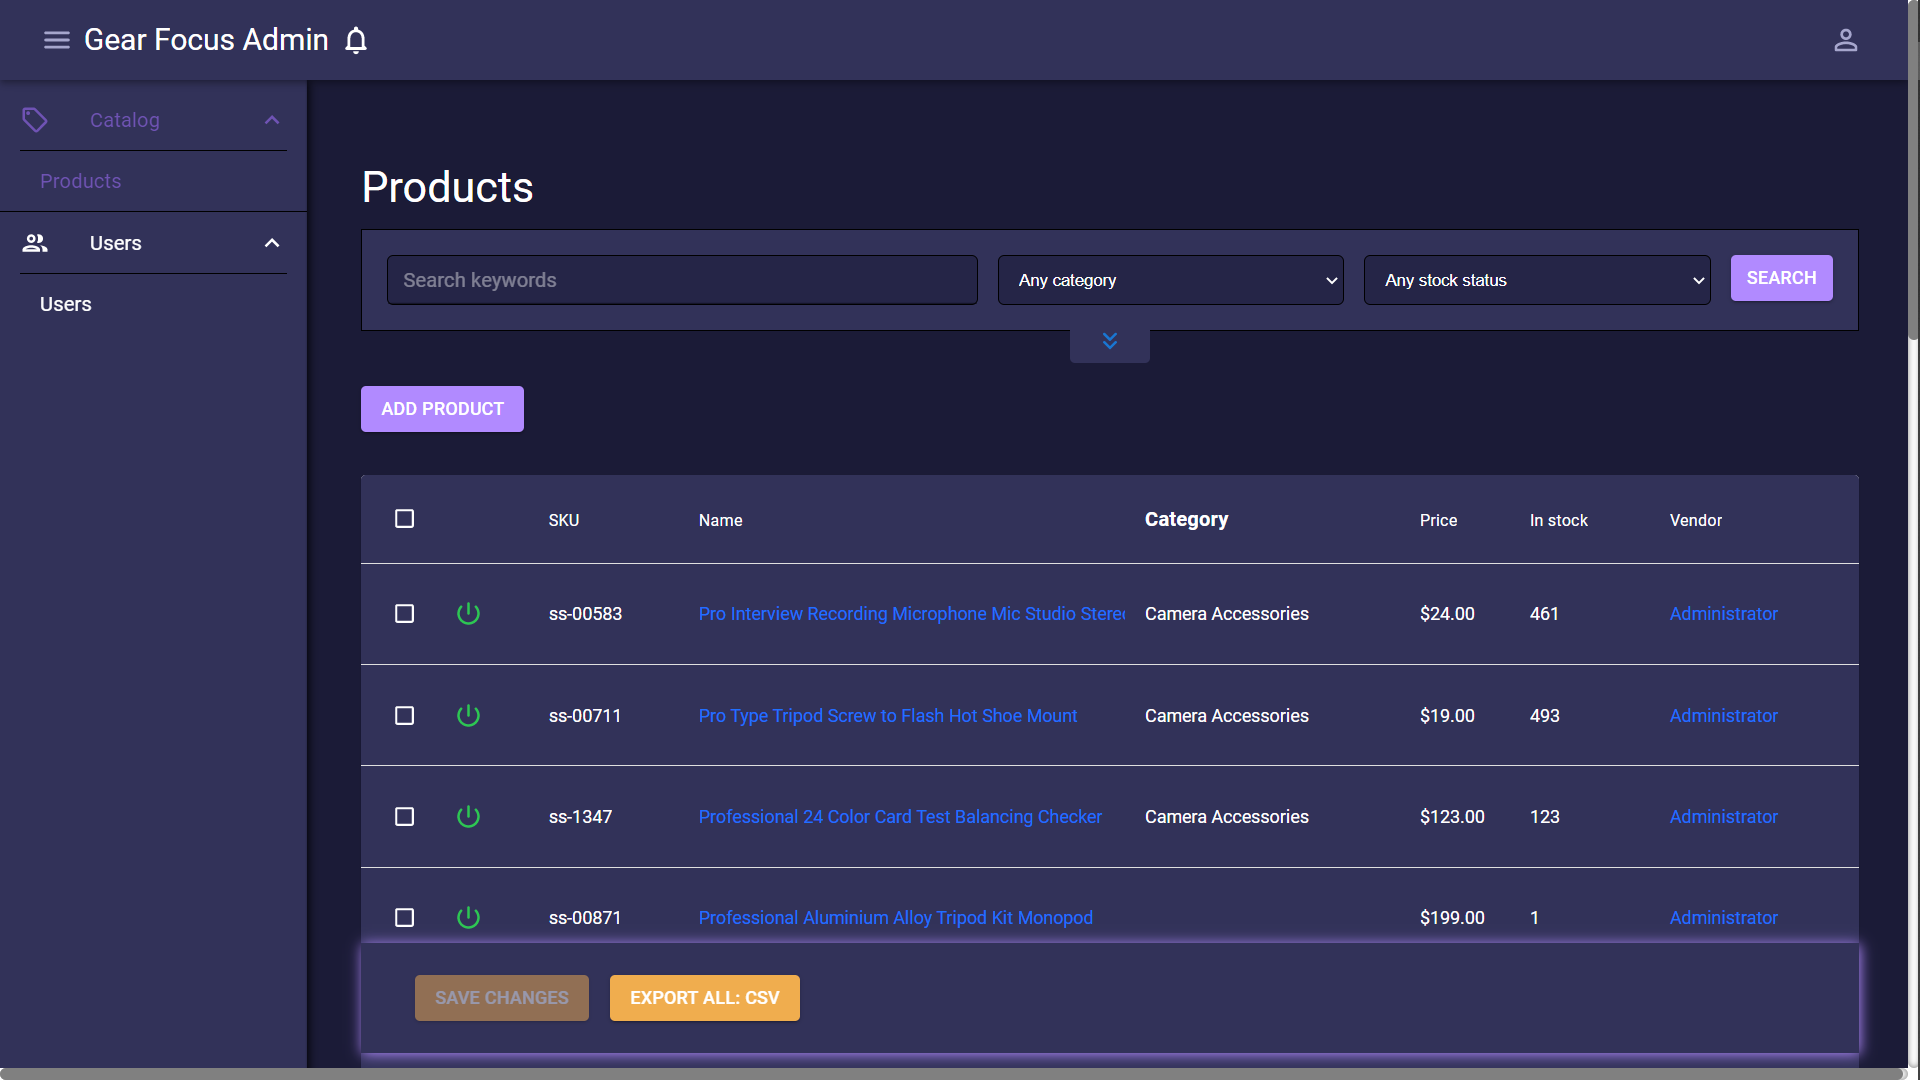 Gear Focus Admin
Catalog
Products
Users
Users
Products
Search keywords
Any category
Any stock status
SEARCH
ADD PRODUCT
SKU Name Category Price In stock Vendor
ss-00583 Pro Interview Recording Microphone Mic Studio Stereo Camera Accessories $24.00 461 Administrator
ss-00711 Pro Type Tripod Screw to Flash Hot Shoe Mount Camera Accessories $19.00 493 Administrator
ss-1347 Professional 24 Color Card Test Balancing Checker Camera Accessories $123.00 123 Administrator
ss-00871 Professional Aluminium Alloy Tripod Kit Monopod $199.00 1 Administrator
SAVE CHANGES
EXPORT ALL: CSV